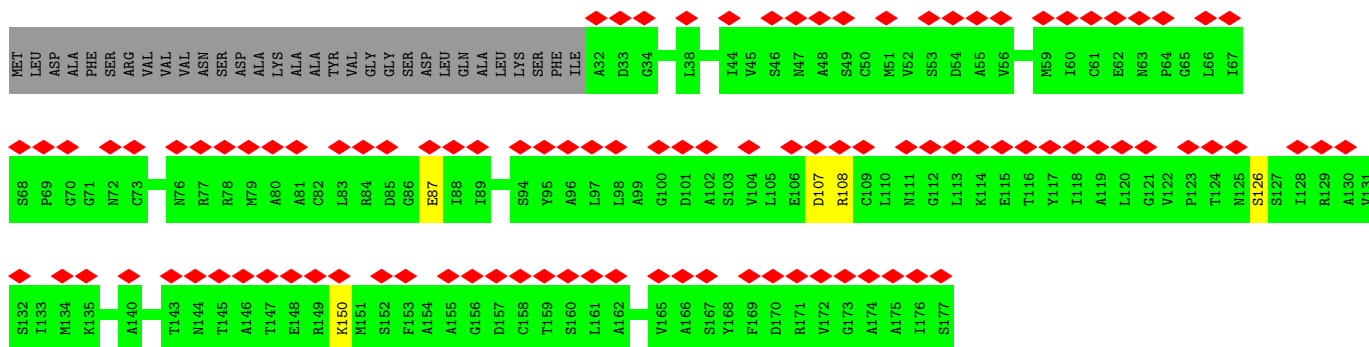 MET LEU ASP ALA PHE SER ARG VAL VAL VAL ASN SER ASP ALA LYS ALA ALA TYR VAL GLY GLY SER ASP LEU GLN ALA LEU LYS SER PHE ILE A32 D33 G34 L38 I44 V45 S46 N47 A48 S49 C50 M51 V52 S53 D54 A55 V56 M59 I60 C61 E62 N63 P64 G65 L66 I67
S68 P69 G70 G71 N72 C73 N76 R77 R78 M79 A80 A81 C82 L83 R84 D85 G86 E87 I88 I89 S94 Y95 A96 L97 L98 A99 G100 D101 A102 S103 V104 L105 E106 D107 R108 C109 L110 N111 G112 L113 K114 E115 T116 Y117 I118 A119 L120 G121 V122 P123 T124 N125 S126 S127 I128 R129 A130 V131
S132 I133 M134 K135 A140 T143 N144 T145 A146 T147 E148 R149 K150 M151 S152 F153 A154 A155 G156 D157 C158 T159 S160 L161 A162 V165 A166 S167 Y168 F169 D170 R171 V172 G173 A174 A175 I176 S177